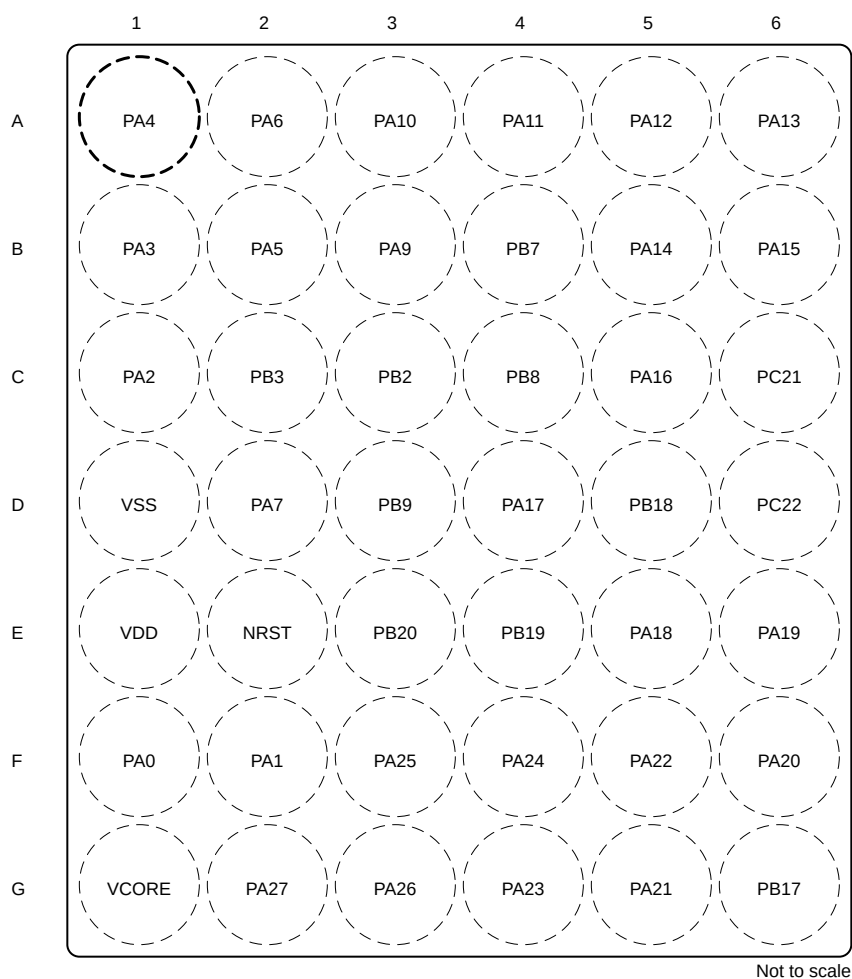 1 2 3 4 5 6
A PA4 PA6 PA10 PA11 PA12 PA13
B PA3 PA5 PA9 PB7 PA14 PA15
C PA2 PB3 PB2 PB8 PA16 PC21
D VSS PA7 PB9 PA17 PB18 PC22
E VDD NRST PB20 PB19 PA18 PA19
F PA0 PA1 PA25 PA24 PA22 PA20
G VCORE PA27 PA26 PA23 PA21 PB17
Not to scale